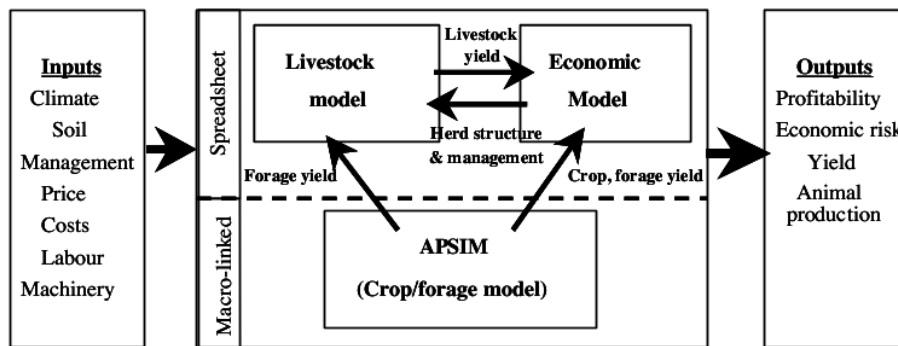 Inputs
Climate
Soil
Management
Price
Costs
Labour
Machinery
Spreadsheet
Macro-linked
Livestock
model
Livestock
yield
Economic
Model
Herd structure
& management
Forage yield
Crop, forage yield
APSIM
(Crop/forage model)
Outputs
Profitability
Economic risk
Yield
Animal
production